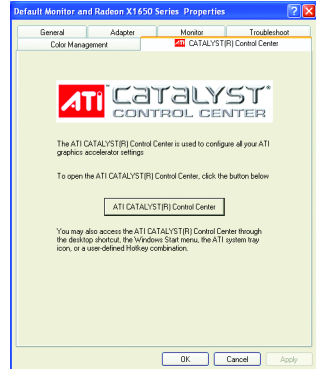 Default Monitor and Radeon X1650 Series Properties
General Adapter Monitor Troubleshoot
Color Management ATI CATALYST(R) Control Center
ATI CATALYST®
CONTROL CENTER
The ATI CATALYST(R) Control Center is used to configure all your ATI
graphics accelerator settings
To open the ATI CATALYST(R) Control Center, click the button below
ATI CATALYST(R) Control Center
You may also access the ATI CATALYST(R) Control Center through
the desktop shortcut, the Windows Start menu, the ATI system tray
icon, or a user-defined Hotkey combination.
OK Cancel Apply